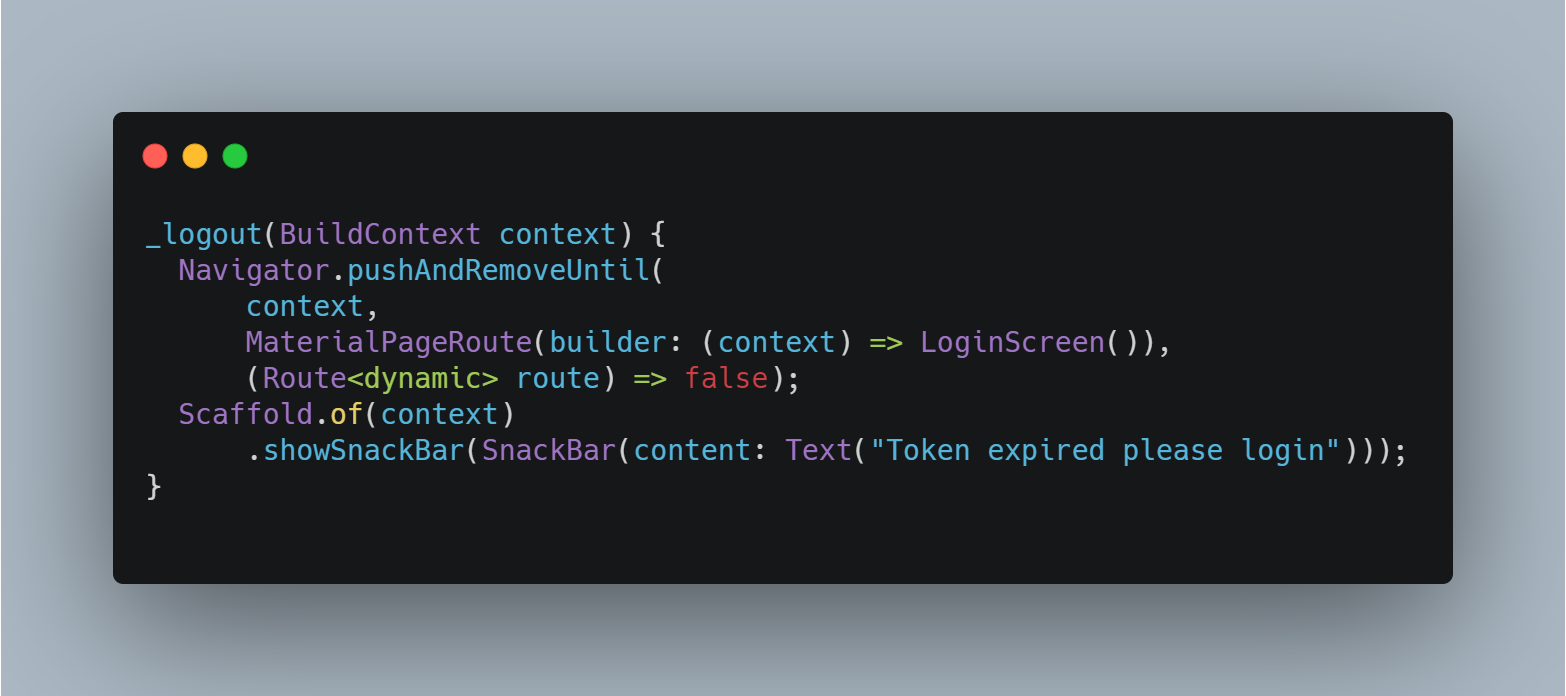 _logout(BuildContext context) {
  Navigator.pushAndRemoveUntil(
      context,
      MaterialPageRoute(builder: (context) => LoginScreen()),
      (Route<dynamic> route) => false);
  Scaffold.of(context)
      .showSnackBar(SnackBar(content: Text("Token expired please login")));
}